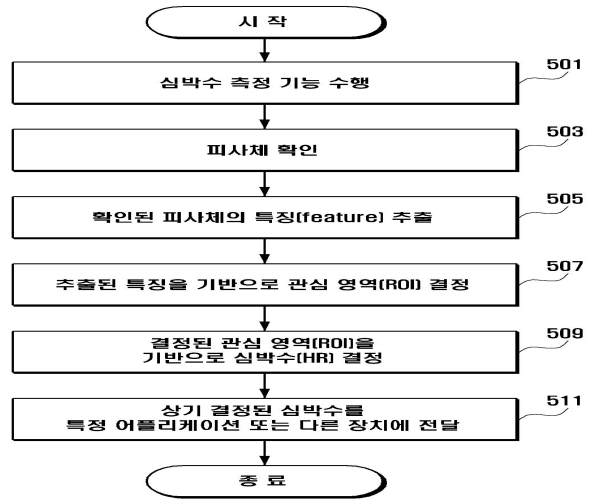 시 작
심박수 측정 기능 수행
501
피사체 확인
503
확인된 피사체의 특징(feature) 추출
505
추출된 특징을 기반으로 관심 영역(ROI) 결정
507
결정된 관심 영역(ROI)을
기반으로 심박수(HR) 결정
509
상기 결정된 심박수를
특정 어플리케이션 또는 다른 장치에 전달
511
종 료